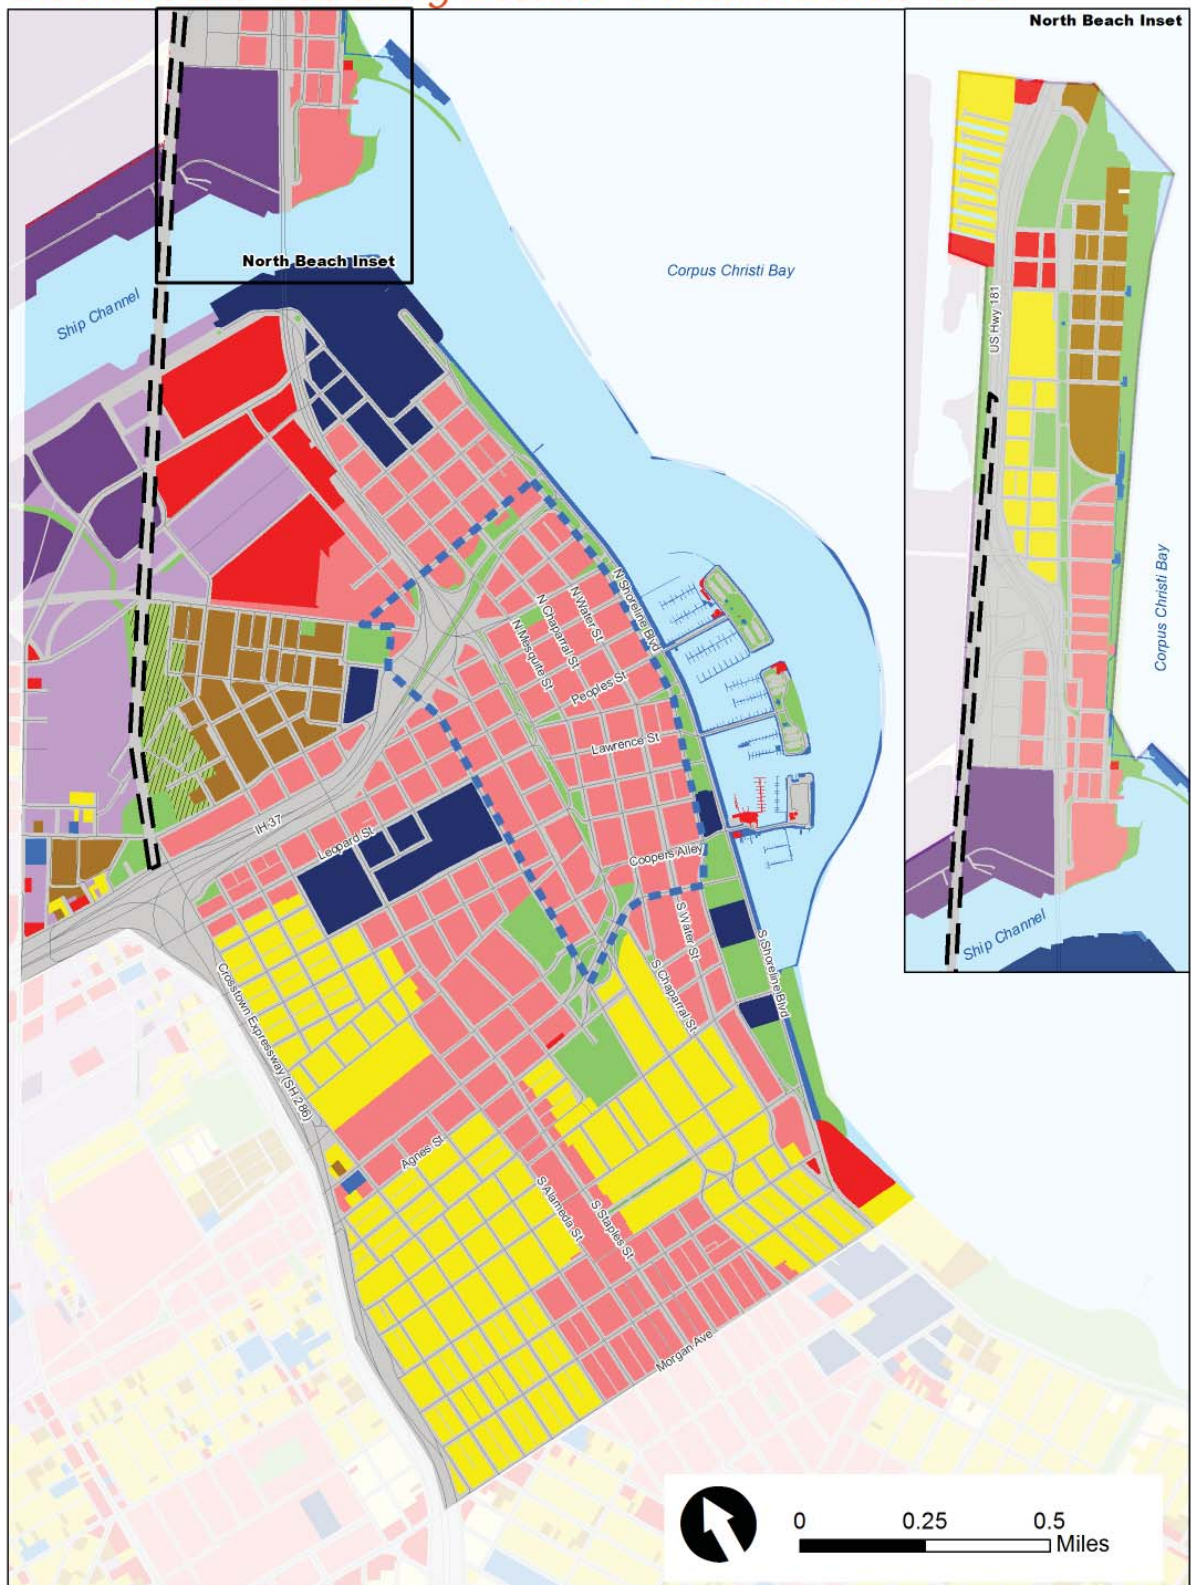 North Beach Inset
North Beach Inset
Corpus Christi Bay
Ship Channel
US Hwy 181
N Shoreline Blvd
N Water St
N Chaparral St
N Mesquite St
Peoples St
Corpus Christi Bay
Lawrence St
IH-37
Leopard St
Coopers Alley
S Water St
S Shoreline Blvd
S Chaparral St
Ship Channel
Crosstown Expressway (SH 286)
Agnes St
S Alameda St
S Staples St
Morgan Ave
0 0.25 0.5
Miles